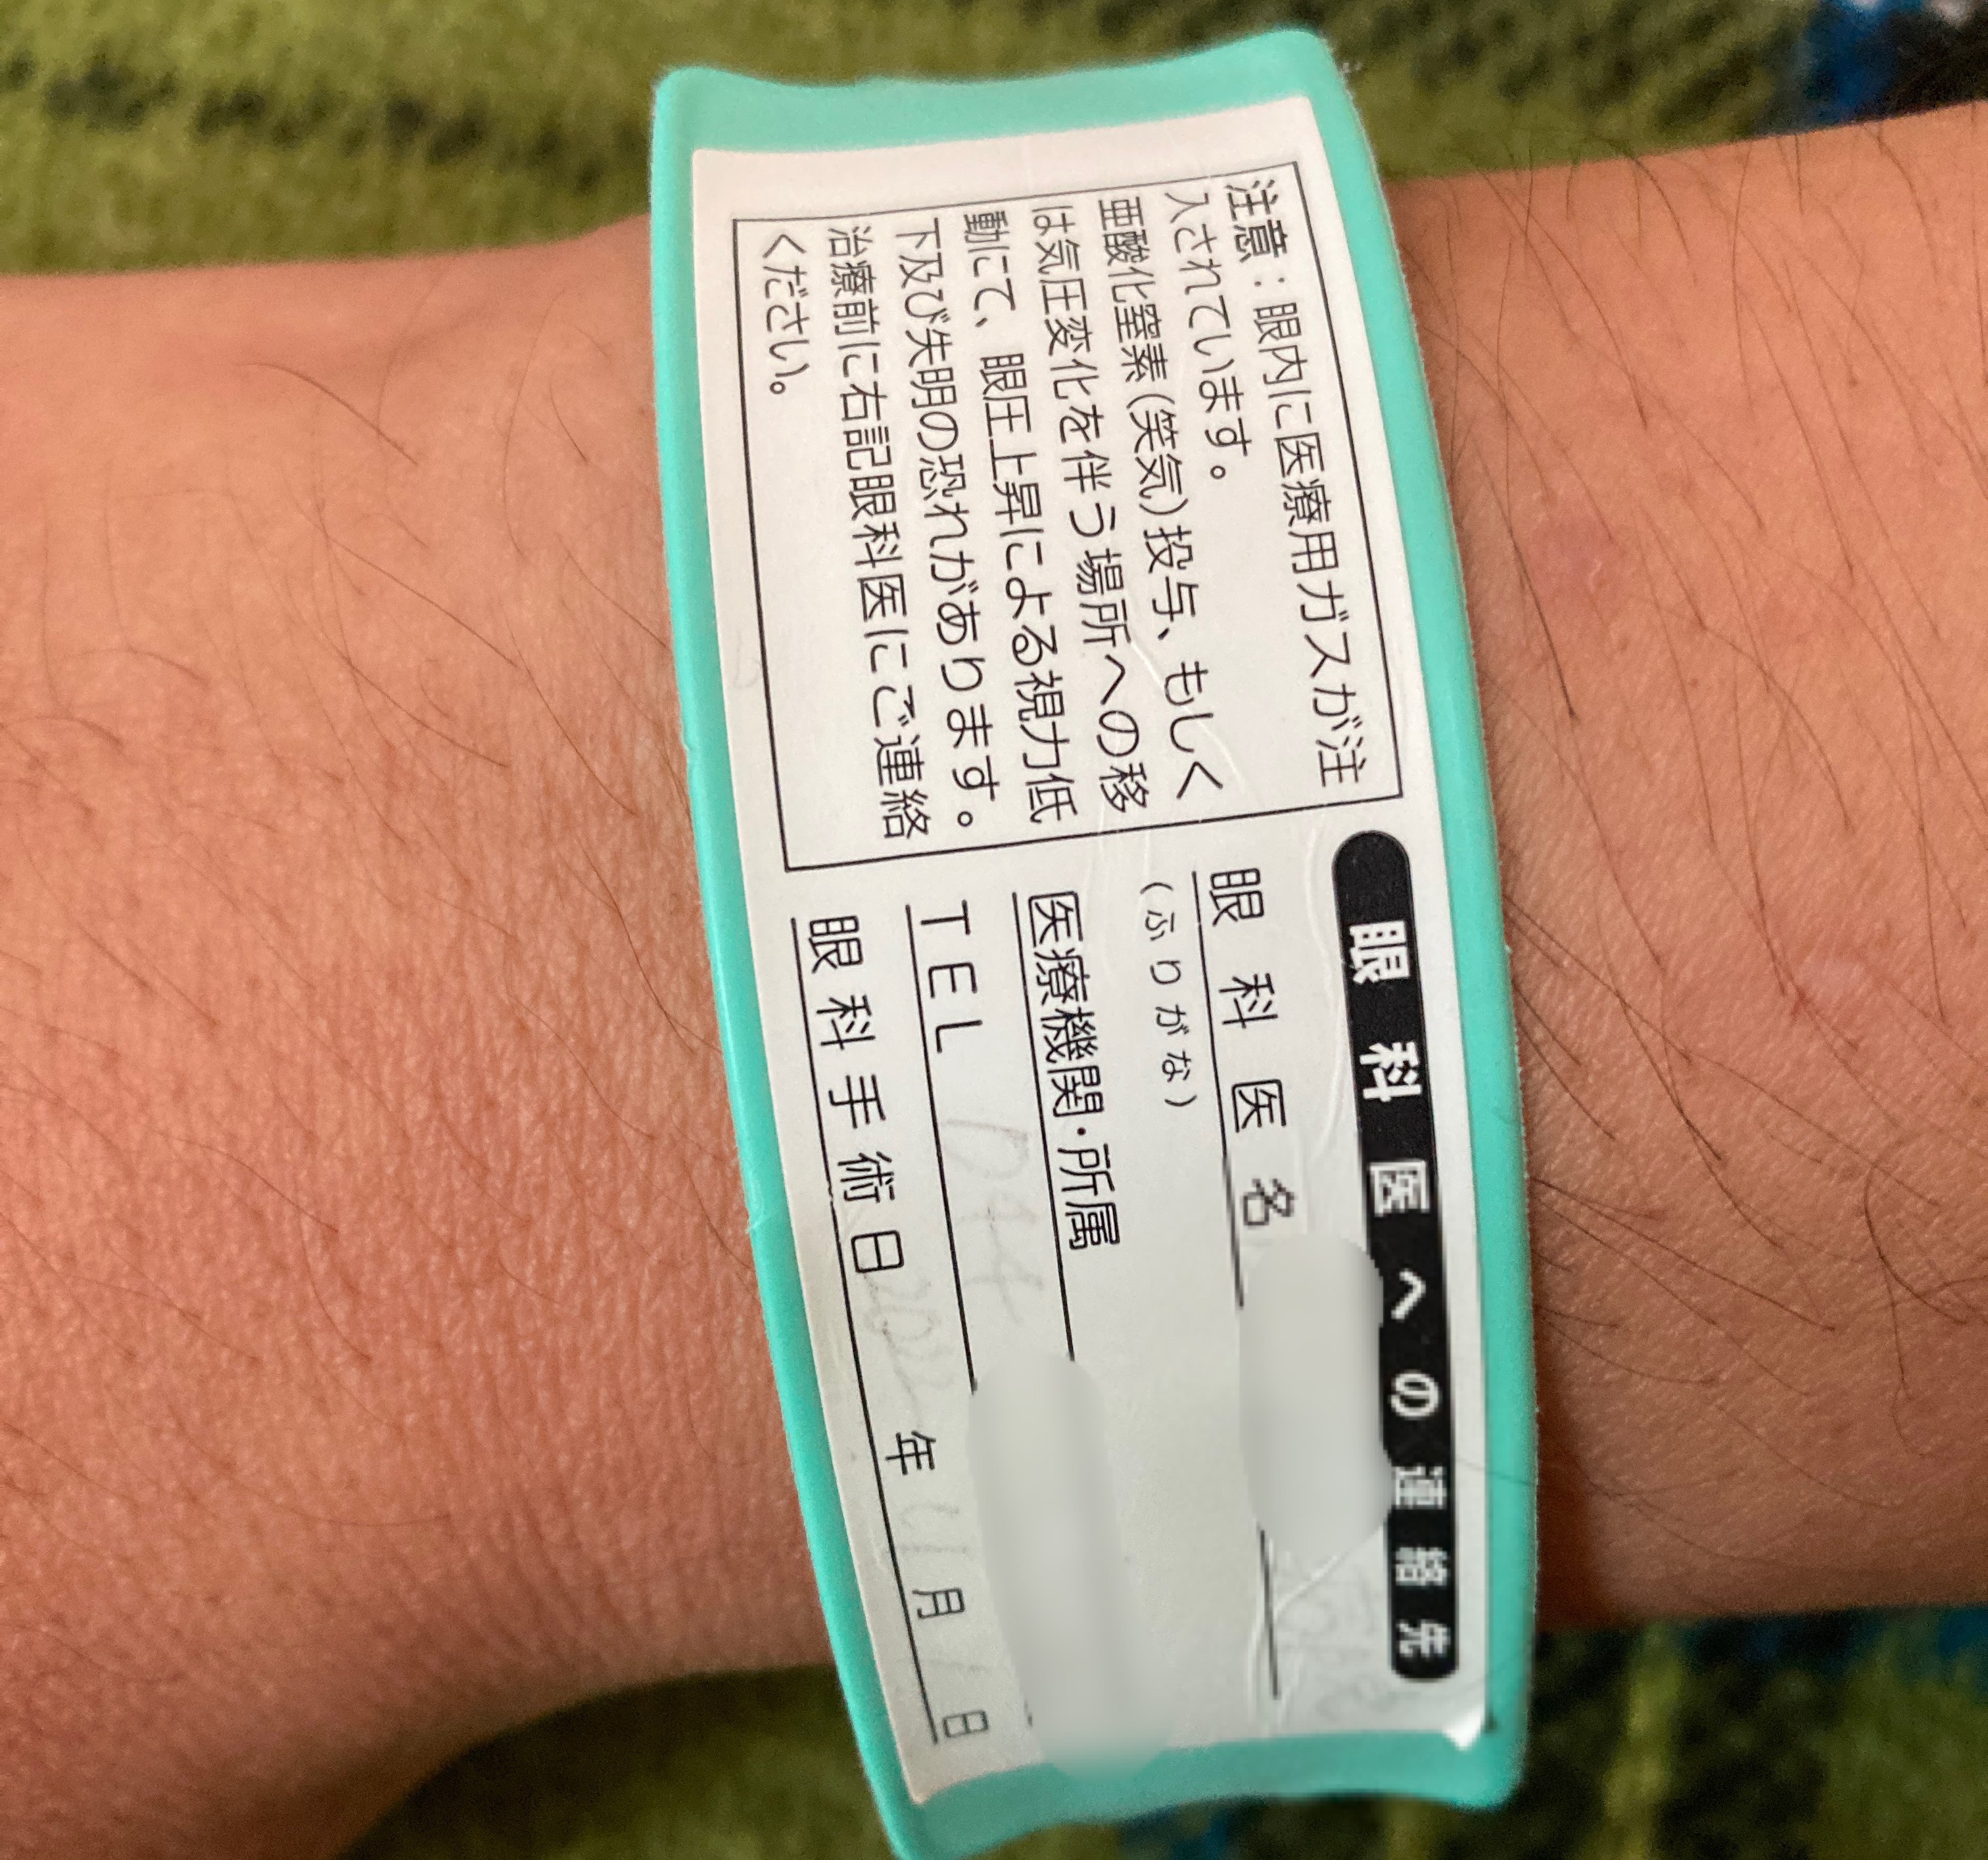 注意：眼内に医療用ガスが注
入されています。
亜酸化窒素(笑気)投与、もしく
は気圧変化を伴う場所への移
動にて、眼圧上昇による視力低
下及び失明の恐れがあります。
治療前に右記眼科医にご連絡
ください。
眼科医への連絡先
眼科医名
(ふりがな)
医療機関・所属
TEL 044
眼科手術日 年 11月 1日